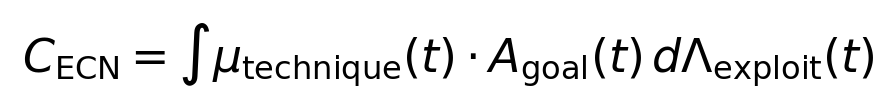 C_ECN = ∫ μ_technique(t) · A_goal(t) dΛ_exploit(t)